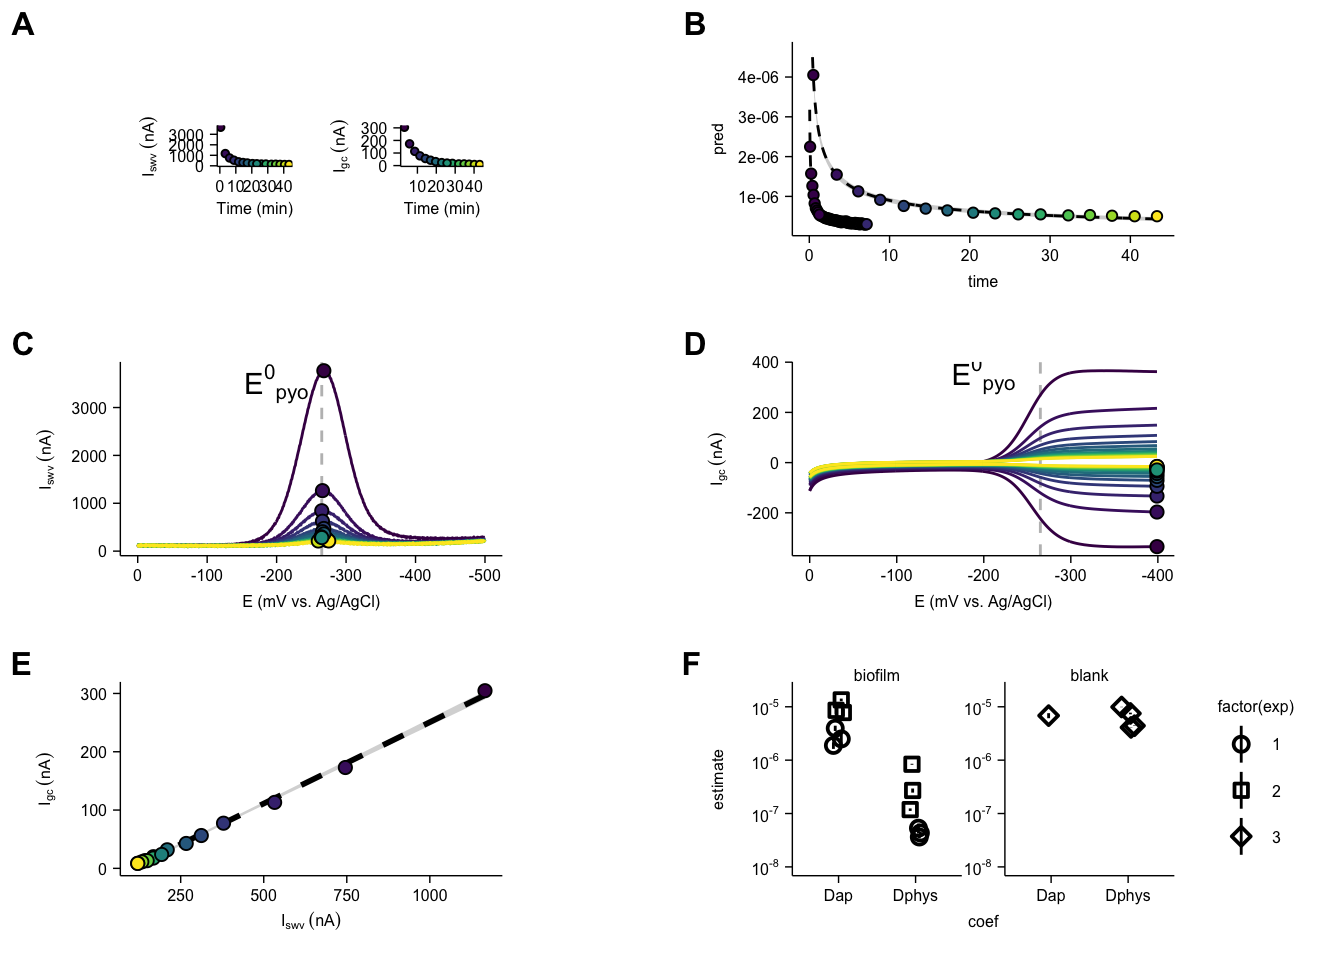 A
I_swv (nA)
3000
2000
1000
0
0 10 20 30 40
Time (min)
I_gc (nA)
300
200
100
0
10 20 30 40
Time (min)
B
pred
4e-06
3e-06
2e-06
1e-06
0 10 20 30 40
time
C
E⁰pyo
I_swv (nA)
3000
2000
1000
0
0 -100 -200 -300 -400 -500
E (mV vs. Ag/AgCl)
D
E⁰pyo
I_gc (nA)
400
200
0
-200
0 -100 -200 -300 -400
E (mV vs. Ag/AgCl)
E
I_gc (nA)
300
200
100
0
250 500 750 1000
I_swv (nA)
F
biofilm blank
estimate
10⁻⁵
10⁻⁶
10⁻⁷
10⁻⁸
10⁻⁵
10⁻⁶
10⁻⁷
10⁻⁸
Dap Dphys Dap Dphys
coef
factor(exp)
1
2
3